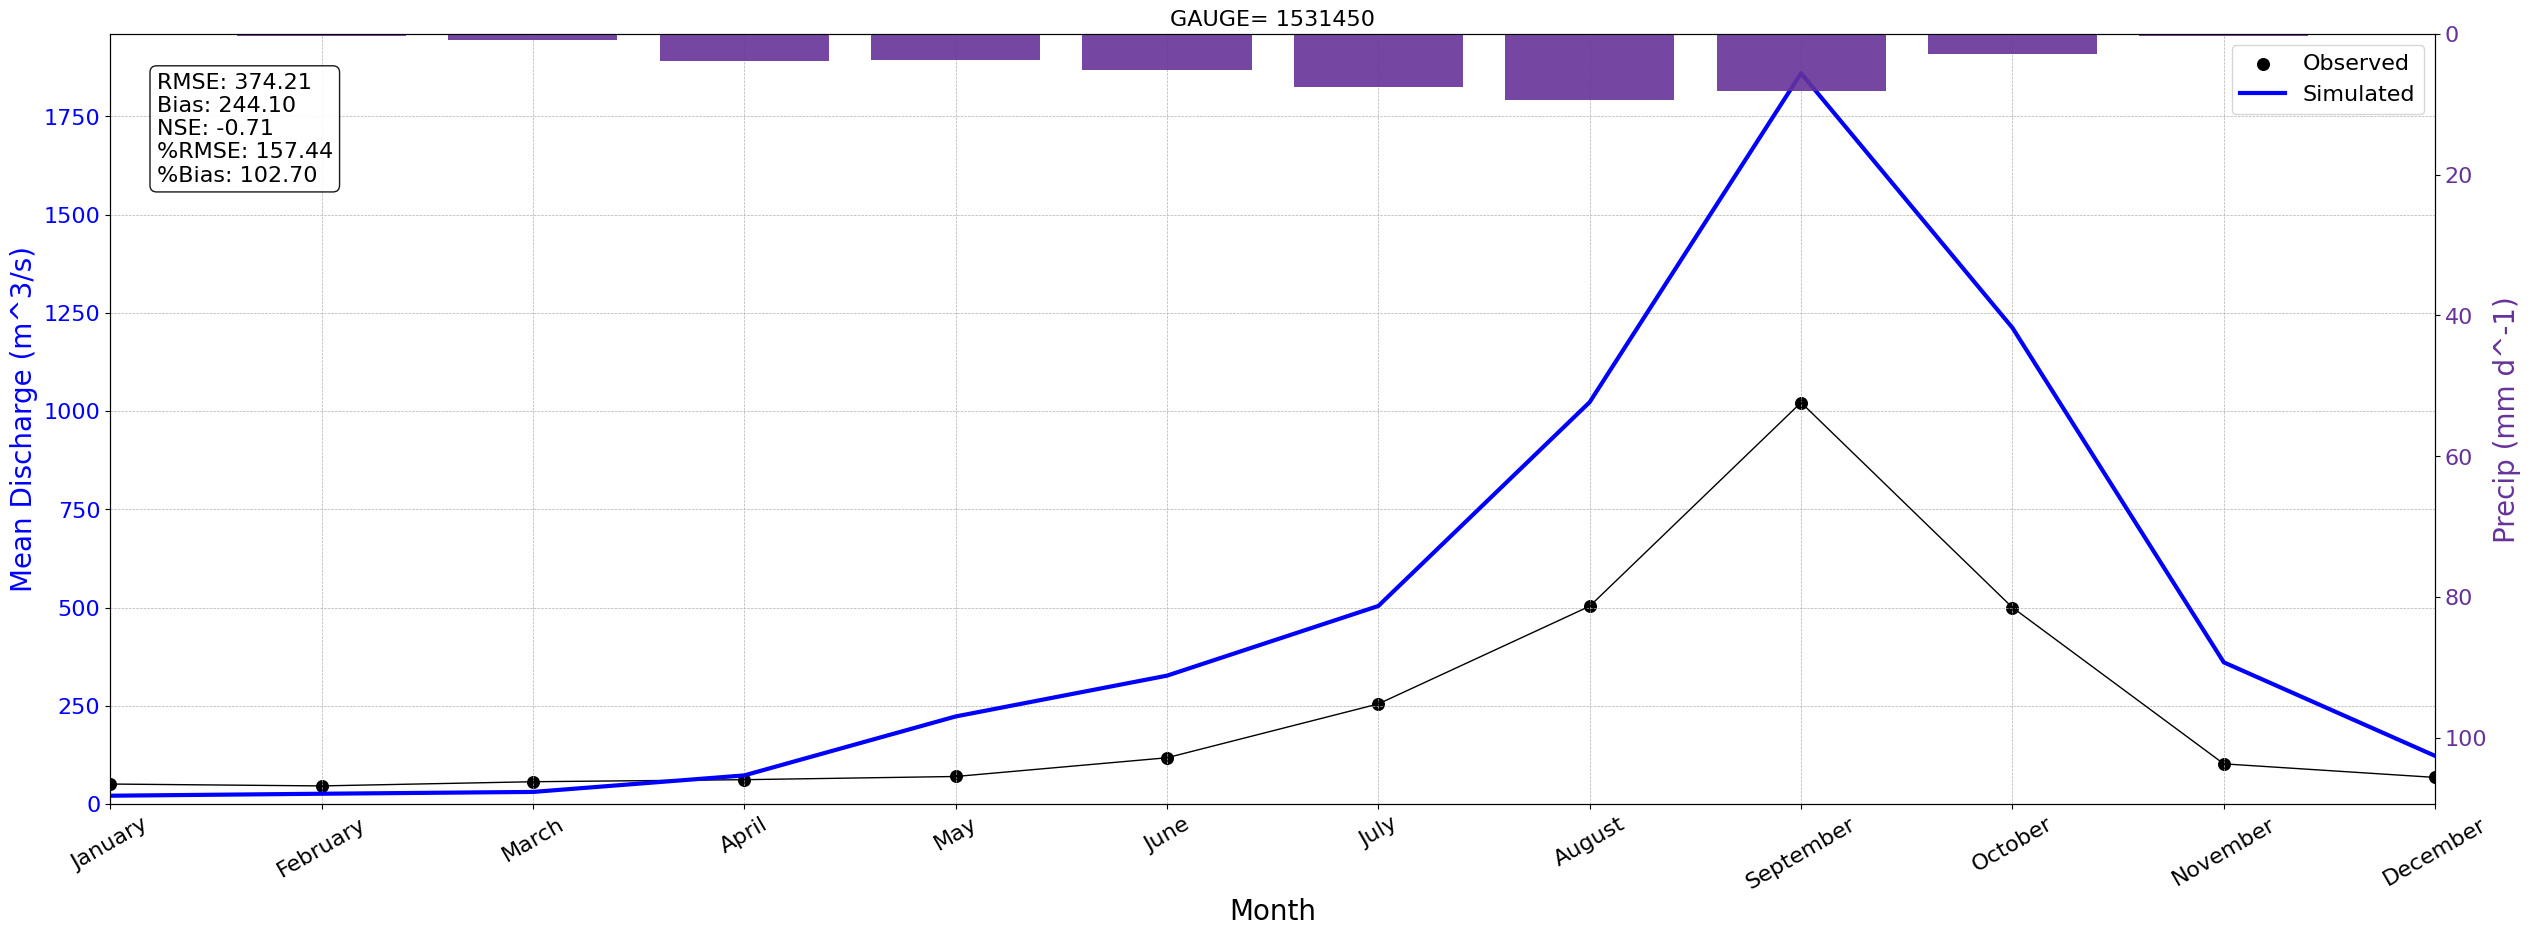 GAUGE= 1531450
RMSE: 374.21
Bias: 244.10
NSE: -0.71
%RMSE: 157.44
%Bias: 102.70
Observed
Simulated
Mean Discharge (m^3/s)
1750
1500
1250
1000
750
500
250
0
0
20
40
60
80
100
Precip (mm d^-1)
January
February
March
April
May
June
July
August
September
October
November
December
Month